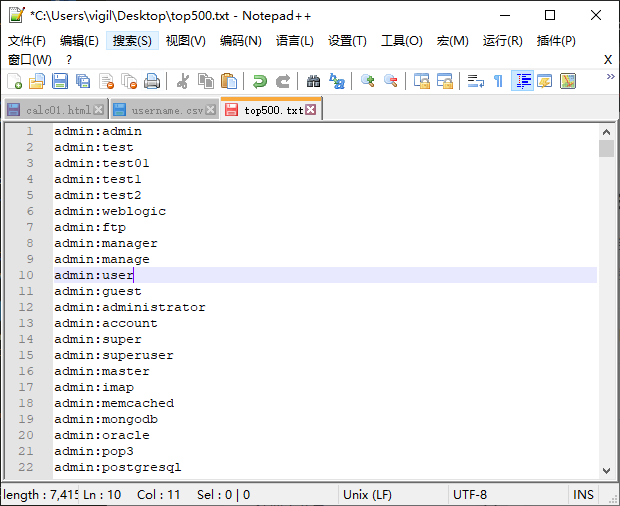 *C:\Users\vigil\Desktop\top500.txt - Notepad++
文件(F) 编辑(E) 搜索(S) 视图(V) 编码(N) 语言(L) 设置(T) 工具(O) 宏(M) 运行(R) 插件(P)
窗口(W) ? X
calc01.html username.csv top500.txt
1 admin:admin
2 admin:test
3 admin:test01
4 admin:test1
5 admin:test2
6 admin:weblogic
7 admin:ftp
8 admin:manager
9 admin:manage
10 admin:user
11 admin:guest
12 admin:administrator
13 admin:account
14 admin:super
15 admin:superuser
16 admin:master
17 admin:imap
18 admin:memcached
19 admin:mongodb
20 admin:oracle
21 admin:pop3
22 admin:postgresql
length : 7,415 Ln : 10 Col : 11 Sel : 0 | 0 Unix (LF) UTF-8 INS